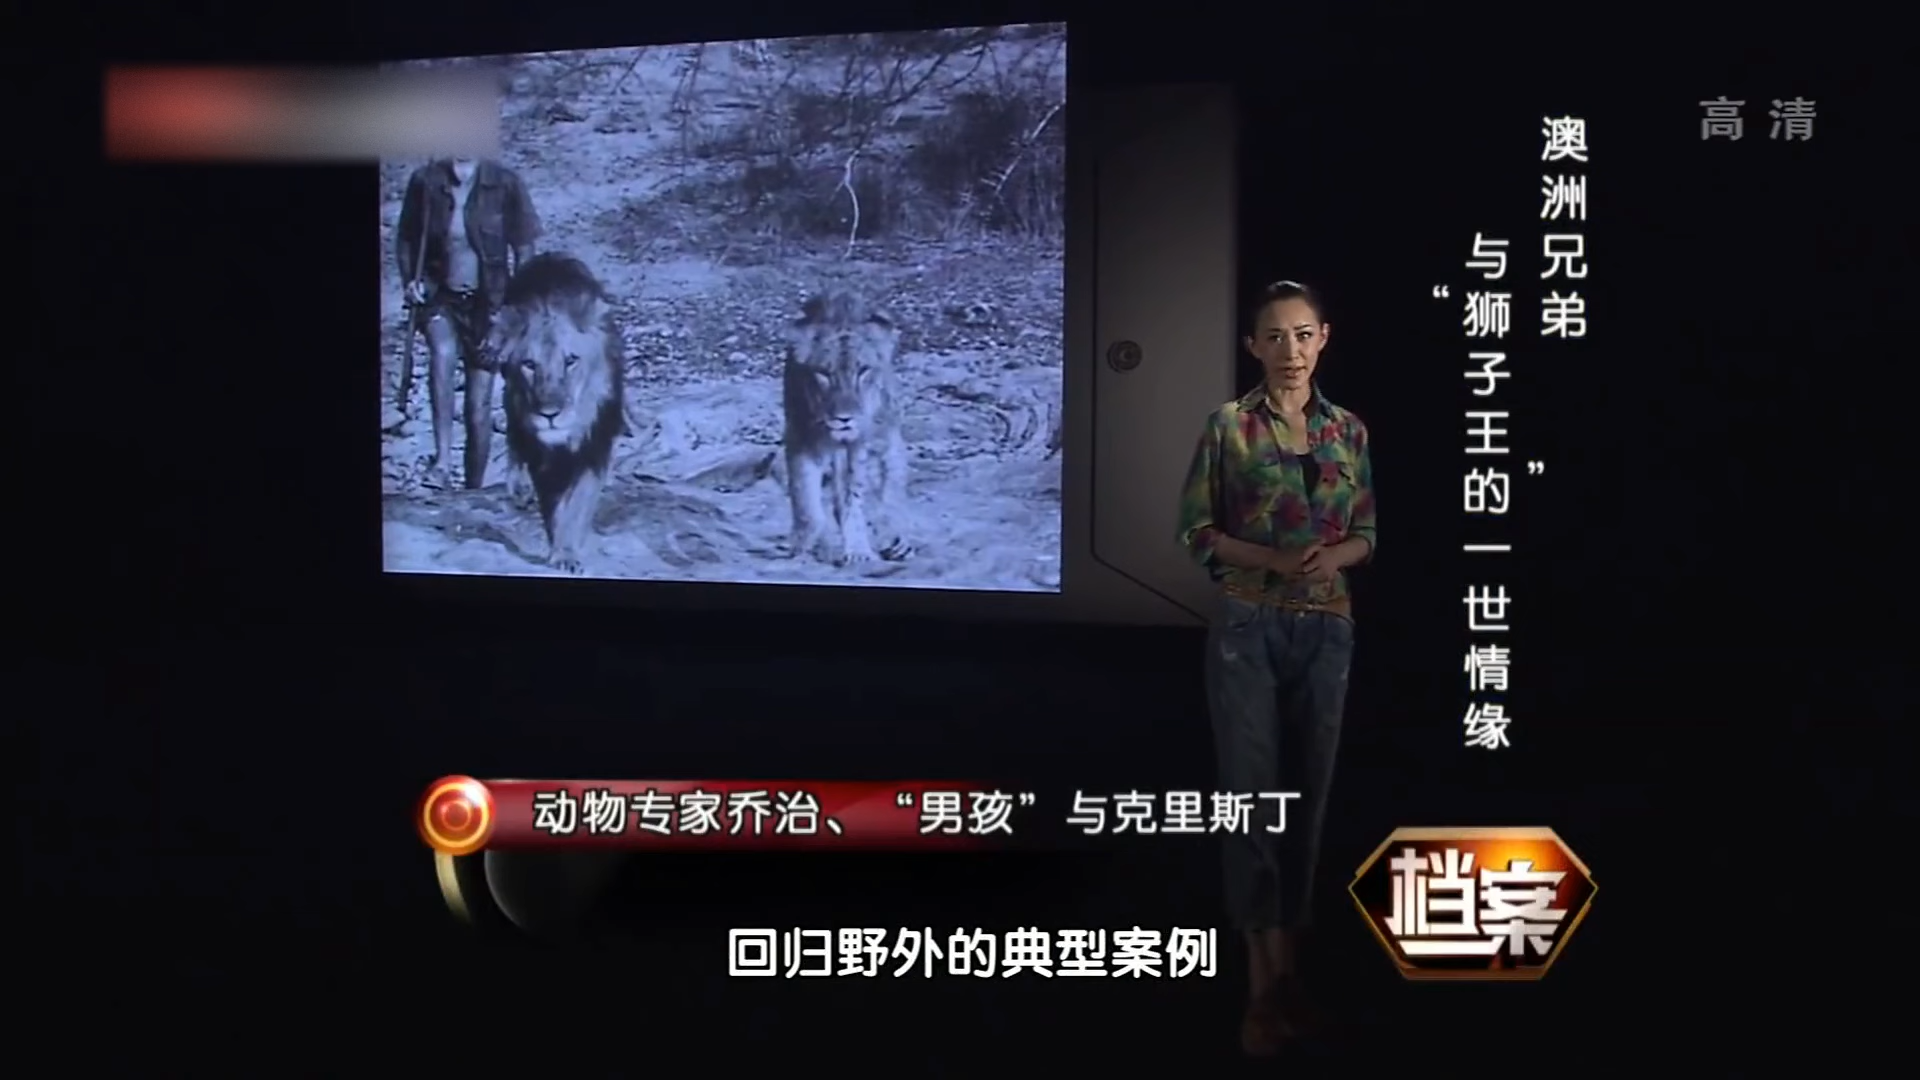 高清
澳洲兄弟
与“狮子王的”一世情缘
动物专家乔治、“男孩”与克里斯丁
档案
回归野外的典型案例